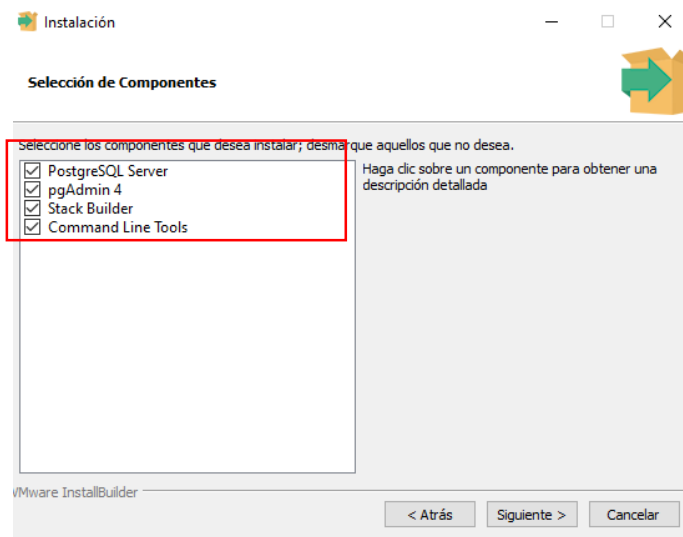 Instalación
Selección de Componentes
Seleccione los componentes que desea instalar; desmarque aquellos que no desea.
PostgreSQL Server
pgAdmin 4
Stack Builder
Command Line Tools
Haga clic sobre un componente para obtener una
descripción detallada
VMware InstallBuilder
< Atrás
Siguiente >
Cancelar